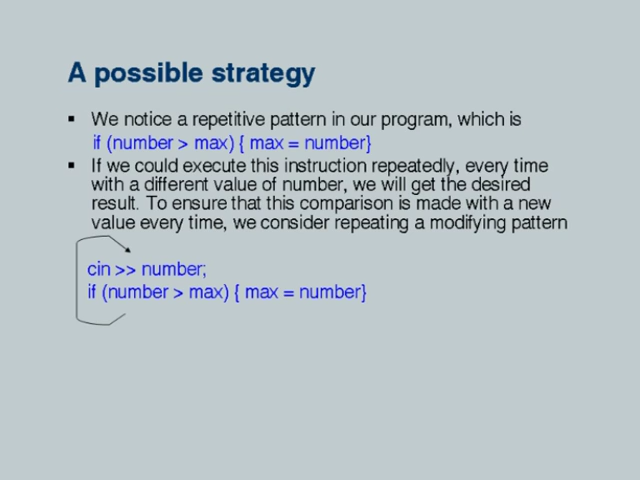 A possible strategy
▪ We notice a repetitive pattern in our program, which is
if (number > max) { max = number}
▪ If we could execute this instruction repeatedly, every time
with a different value of number, we will get the desired
result. To ensure that this comparison is made with a new
value every time, we consider repeating a modifying pattern
cin >> number;
if (number > max) { max = number}